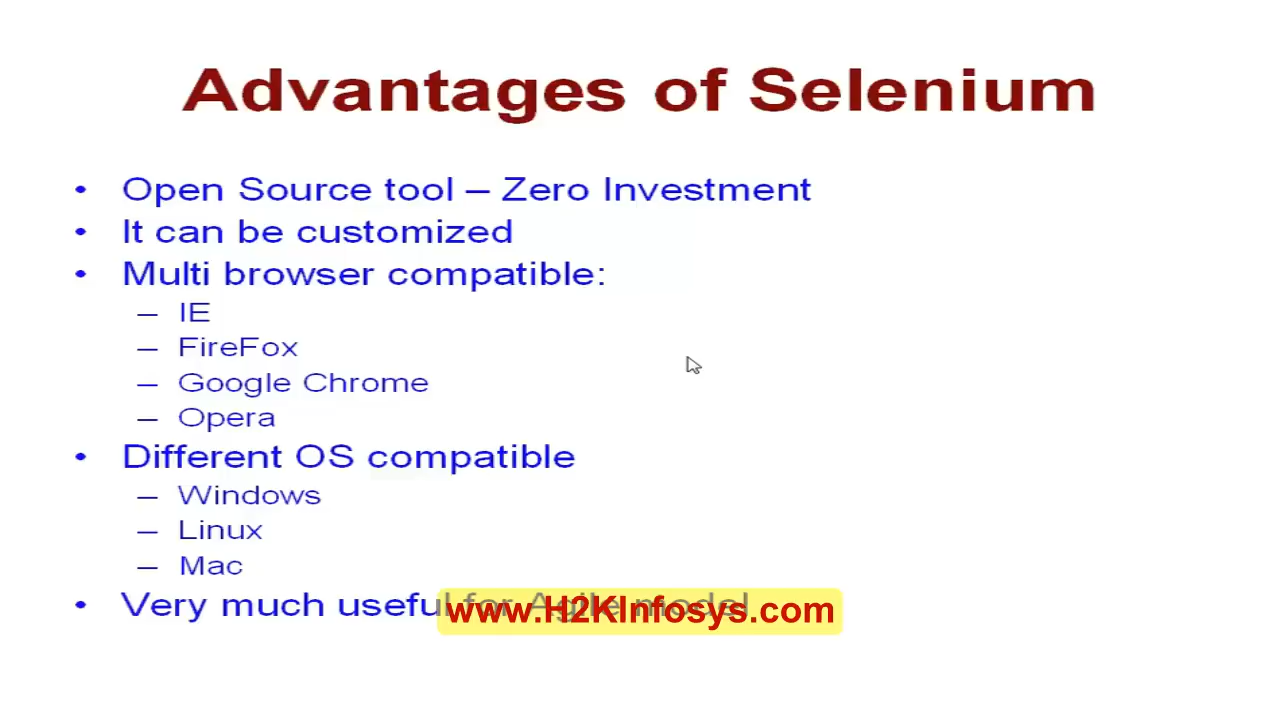 Advantages of Selenium
• Open Source tool – Zero Investment
• It can be customized
• Multi browser compatible:
– IE
– FireFox
– Google Chrome
– Opera
• Different OS compatible
– Windows
– Linux
– Mac
• Very much useful for Agile model
www.H2KInfosys.com